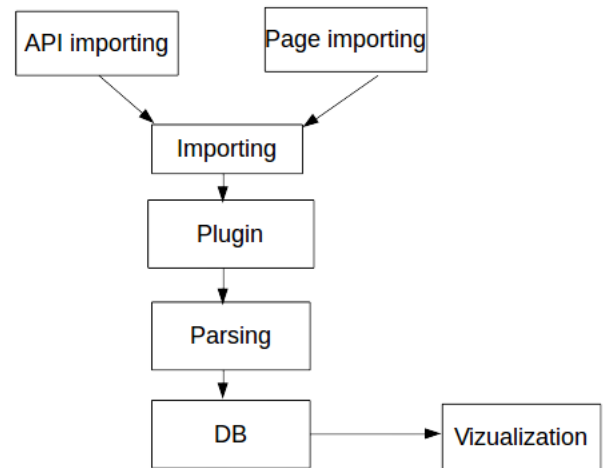 API importing
Page importing
Importing
Plugin
Parsing
DB
Vizualization